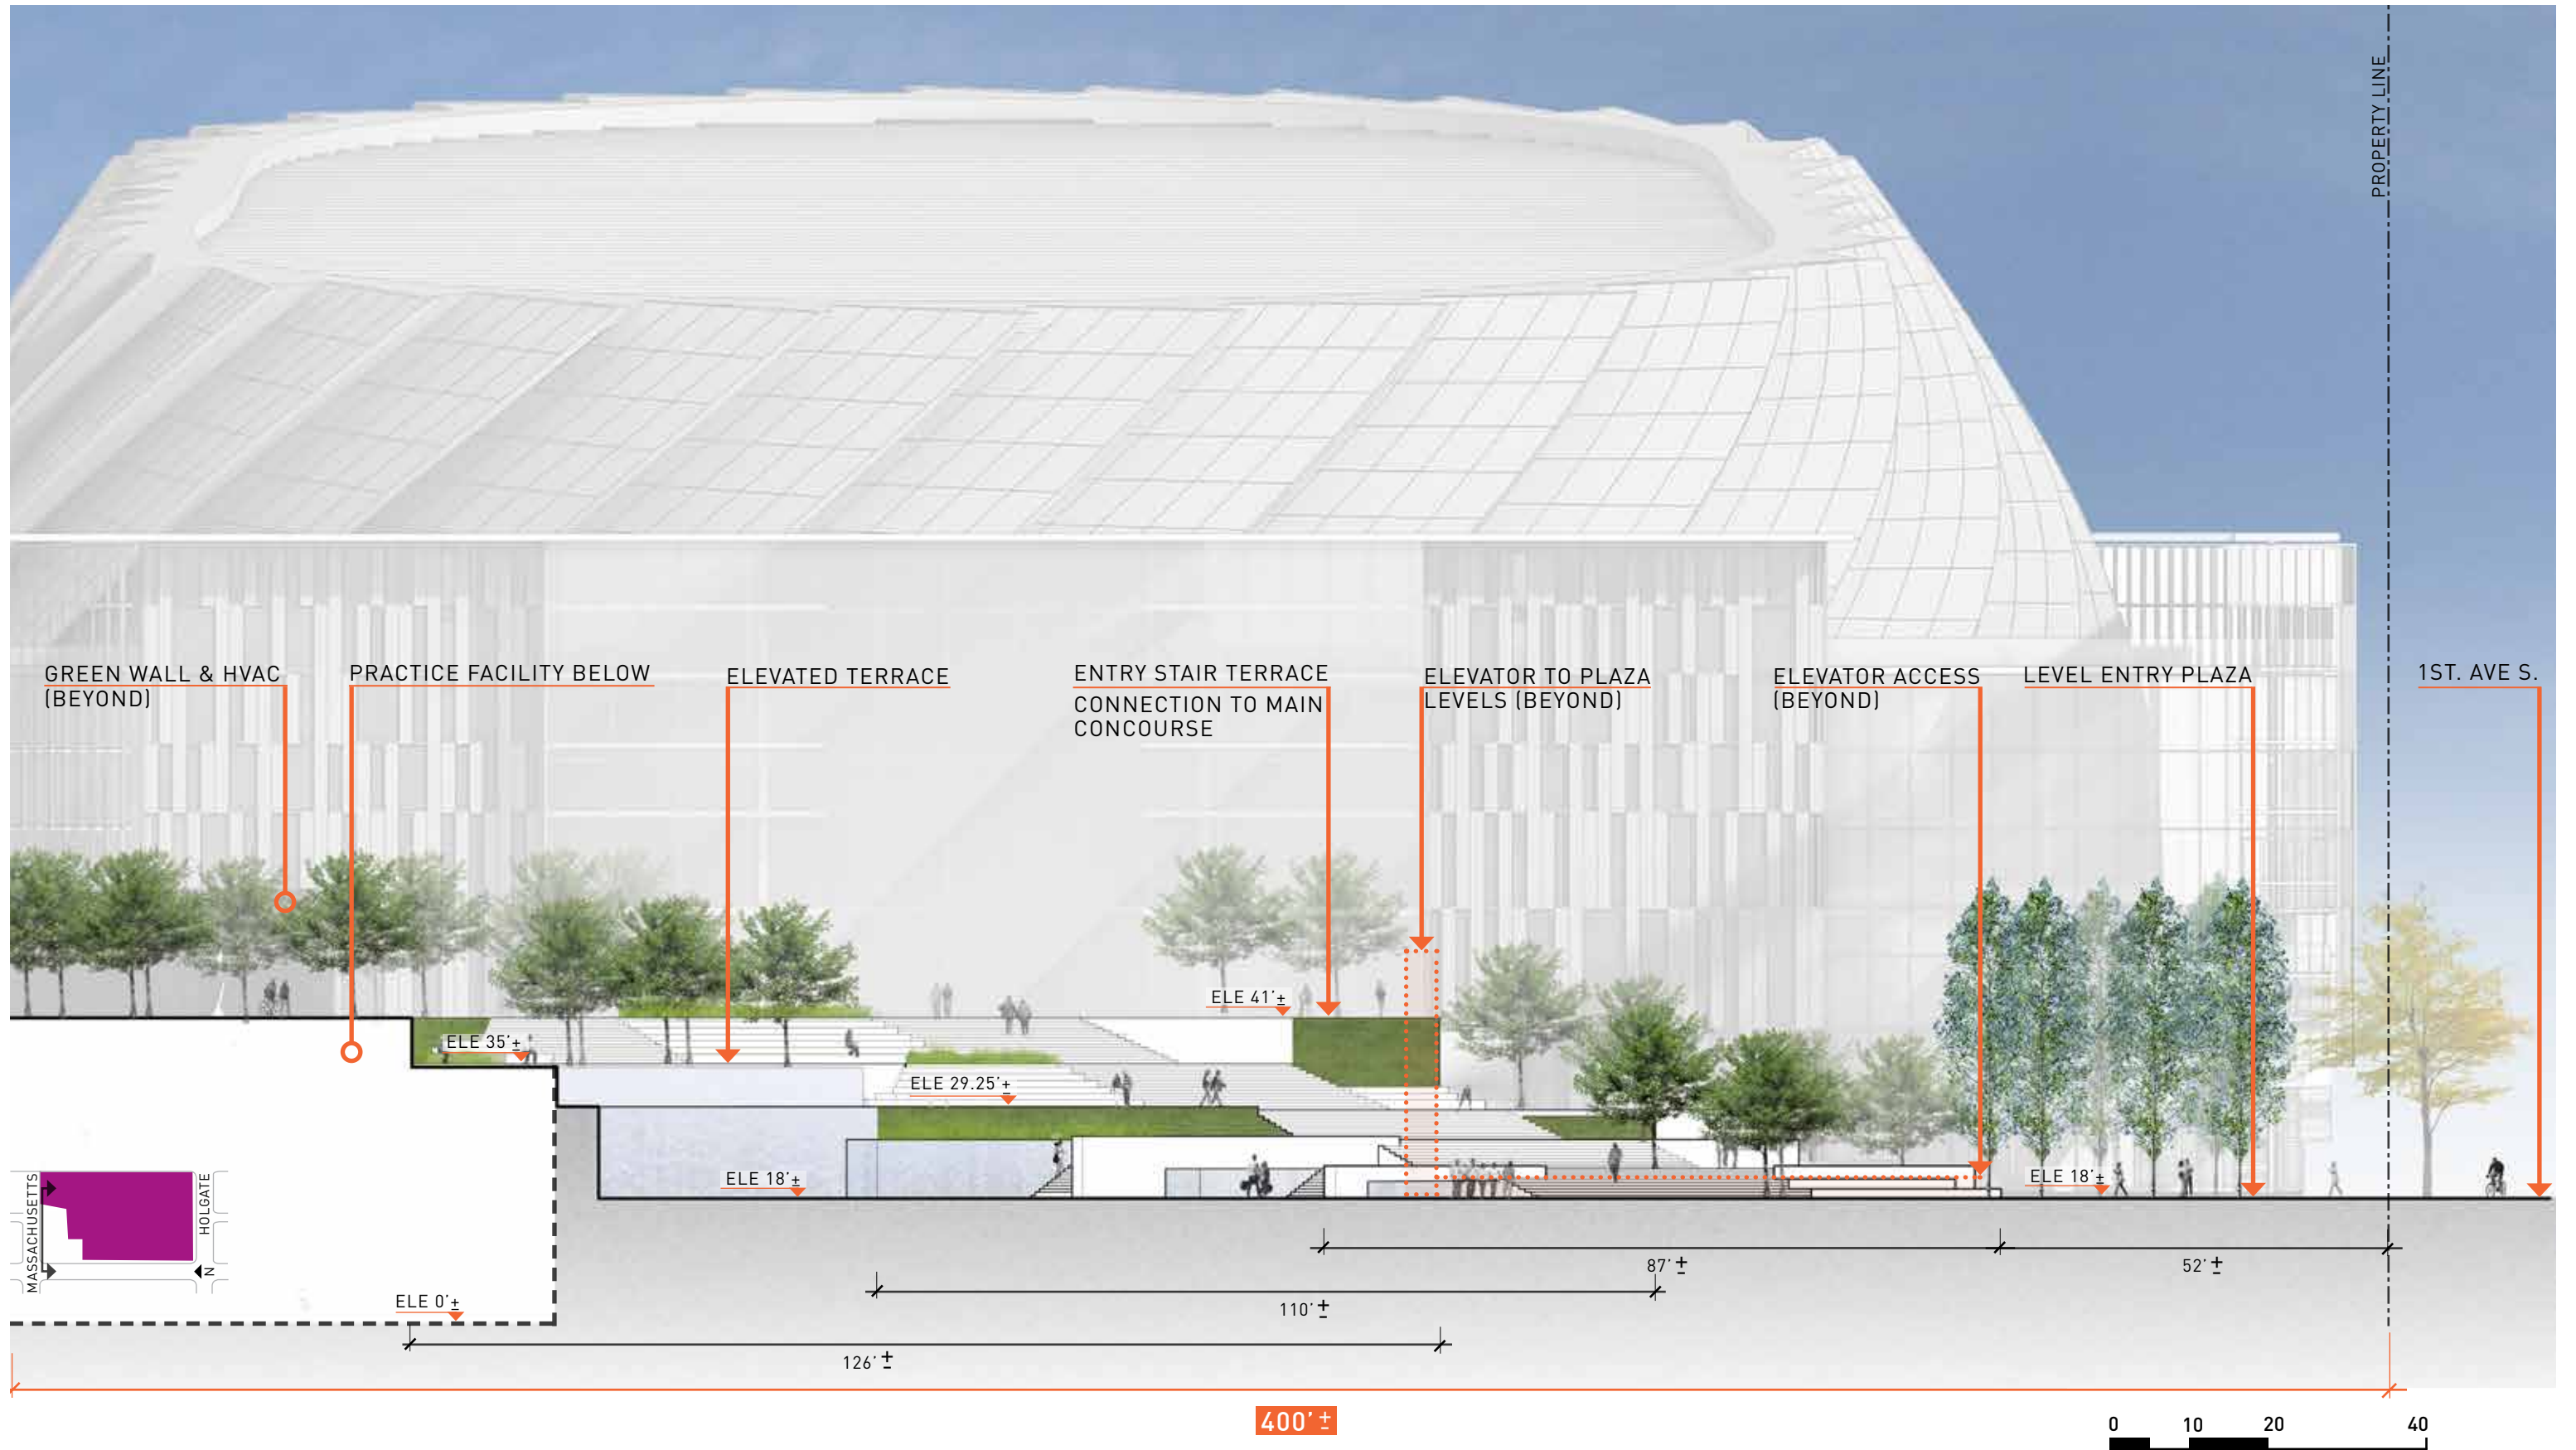 PROPERTY LINE
GREEN WALL & HVAC
(BEYOND)
PRACTICE FACILITY BELOW
ELEVATED TERRACE
ENTRY STAIR TERRACE
CONNECTION TO MAIN
CONCOURSE
ELEVATOR TO PLAZA
LEVELS (BEYOND)
ELEVATOR ACCESS
(BEYOND)
LEVEL ENTRY PLAZA
1ST. AVE S.
ELE 41'±
ELE 35'±
ELE 29.25'+
ELE 18'±
ELE 18'±
MASSACHUSETTS
HOLGATE
N
ELE 0'±
87'±
52'±
110'±
126'±
400'±
0 10 20 40